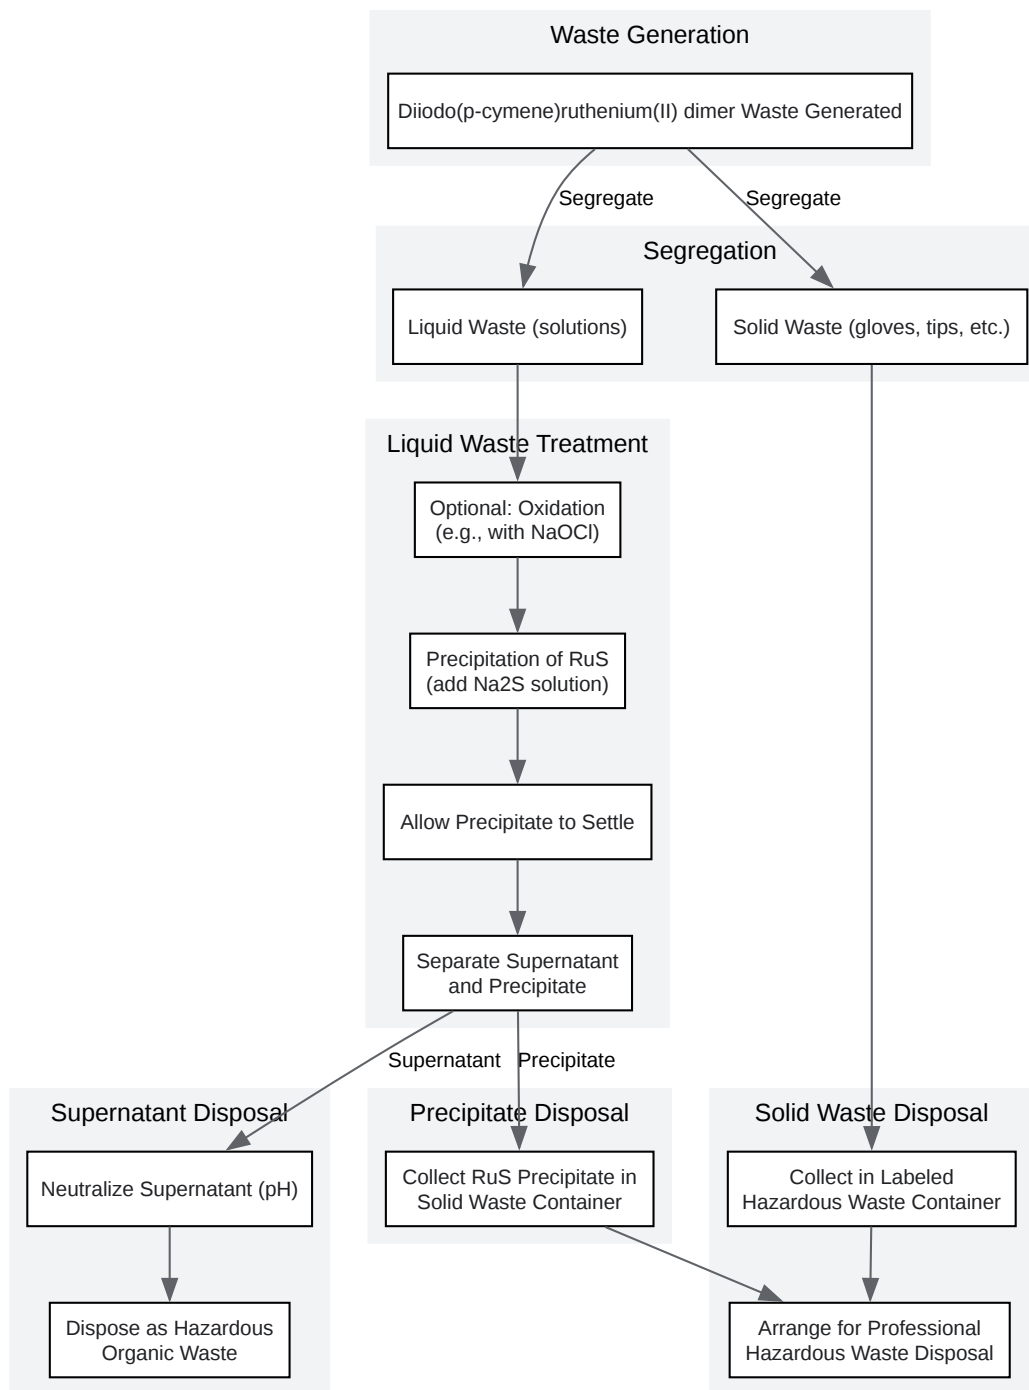 Waste Generation
Diiodo(p-cymene)ruthenium(II) dimer Waste Generated
Segregate
Segregate
Segregation
Liquid Waste (solutions)
Solid Waste (gloves, tips, etc.)
Liquid Waste Treatment
Optional: Oxidation
(e.g., with NaOCl)
Precipitation of RuS
(add Na2S solution)
Allow Precipitate to Settle
Separate Supernatant
and Precipitate
Supernatant
Precipitate
Supernatant Disposal
Precipitate Disposal
Solid Waste Disposal
Neutralize Supernatant (pH)
Collect RuS Precipitate in
Solid Waste Container
Collect in Labeled
Hazardous Waste Container
Dispose as Hazardous
Organic Waste
Arrange for Professional
Hazardous Waste Disposal